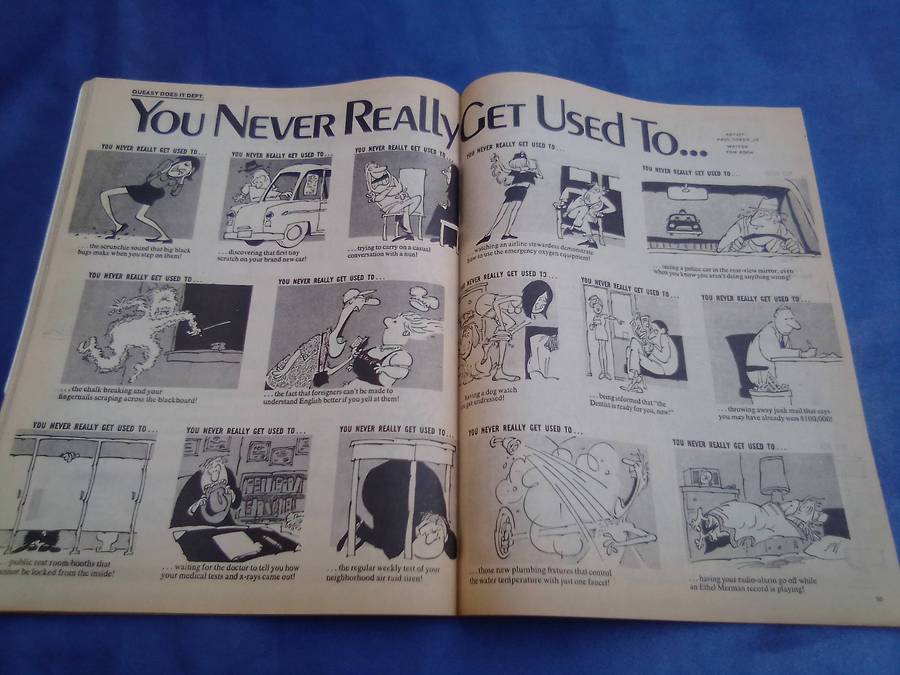 QUEASY DOES IT DEPT.
YOU NEVER REALLY GET USED TO...
ARTIST
PAUL COKER, JR
WRITER
TOM KOCH
YOU NEVER REALLY GET USED TO...
...the scrunchie sound that big black
bugs make when you step on them!
YOU NEVER REALLY GET USED TO...
...discovering that first tiny
scratch on your brand new car!
YOU NEVER REALLY GET USED TO
...trying to carry on a casual
conversation with a nun!
YOU NEVER REALLY GET USED TO...
watching an airline stewardess demonstrate
how to use the emergency oxygen equipment!
YOU NEVER REALLY GET USED TO...
...seeing a police car in the rear-view mirror, even
when you know you aren't doing anything wrong!
YOU NEVER REALLY GET USED TO...
...the chalk breaking and your
fingernails scraping across the blackboard!
YOU NEVER REALLY GET USED TO...
...the fact that foreigners can't be made to
understand English better if you yell at them!
YOU NEVER REALLY GET USED TO...
having a dog watch
you get undressed!
YOU NEVER REALLY GET USED TO...
...being informed that "the
Dentist is ready for you, now!"
YOU NEVER REALLY GET USED TO...
...throwing away junk mail that says
you may have already won $100,000!
YOU NEVER REALLY GET USED TO...
...public rest room booths that
cannot be locked from the inside!
YOU NEVER REALLY GET USED TO...
...waiting for the doctor to tell you how
your medical tests and x-rays came out!
YOU NEVER REALLY GET USED TO...
...the regular weekly test of your
neighborhood air raid siren!
YOU NEVER REALLY GET USED TO...
...those new plumbing fixtures that control
the water temperature with just one faucet!
YOU NEVER REALLY GET USED TO...
...having your radio-alarm go off while
an Ethel Merman record is playing!